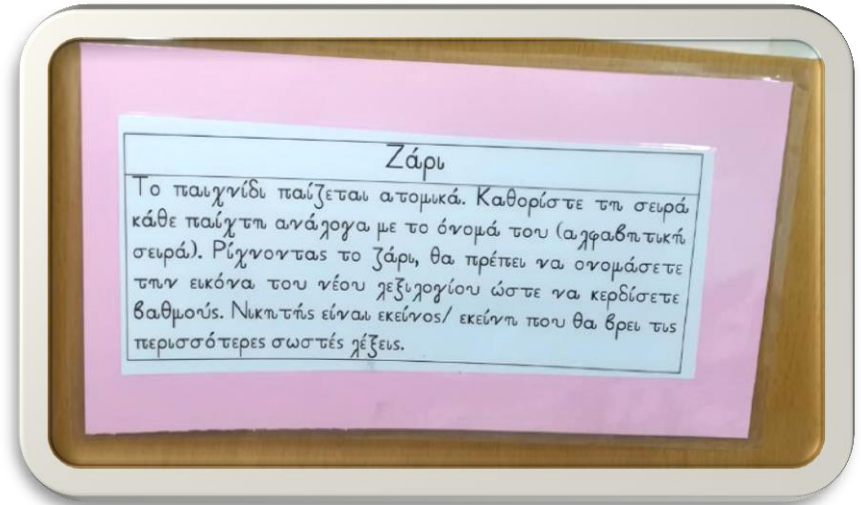 Ζάρι
Το παιχνίδι παίζεται ατομικά. Καθορίστε τη σειρά
κάθε παίχτη ανάλογα με το όνομά του (αλφαβητική
σειρά). Ρίχνοντας το ζάρι, θα πρέπει να ονομάσετε
την εικόνα του νέου λεξιλογίου ώστε να κερδίσετε
βαθμούς. Νικητής είναι εκείνος/ εκείνη που θα βρει τις
περισσότερες σωστές λέξεις.